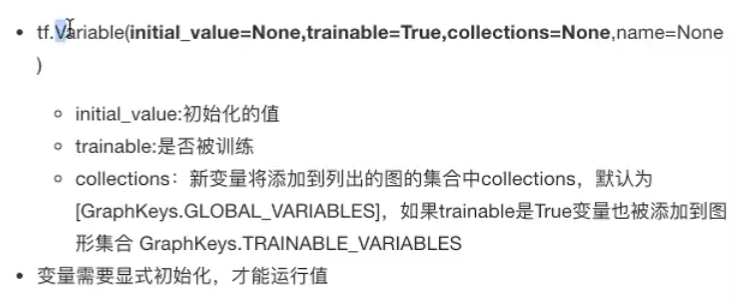 tf.Variable(initial_value=None,trainable=True,collections=None,name=None
)
initial_value:初始化的值
trainable:是否被训练
collections：新变量将添加到列出的图的集合中collections，默认为
[GraphKeys.GLOBAL_VARIABLES]，如果trainable是True变量也被添加到图
形集合 GraphKeys.TRAINABLE_VARIABLES
变量需要显式初始化，才能运行值